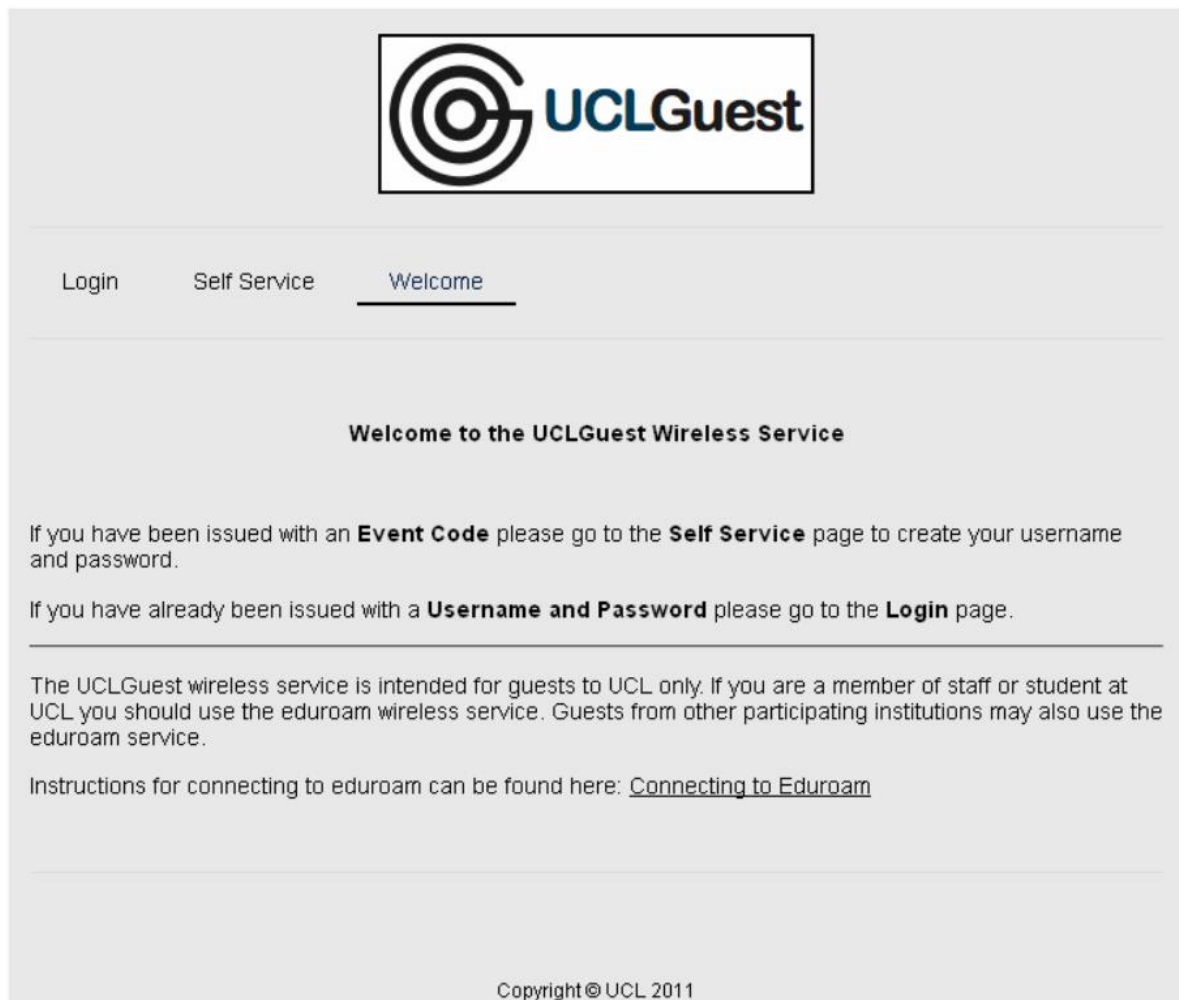 UCLGuest
Login Self Service Welcome
Welcome to the UCLGuest Wireless Service
If you have been issued with an Event Code please go to the Self Service page to create your username
and password.
If you have already been issued with a Username and Password please go to the Login page.
The UCLGuest wireless service is intended for guests to UCL only. If you are a member of staff or student at
UCL you should use the eduroam wireless service. Guests from other participating institutions may also use the
eduroam service.
Instructions for connecting to eduroam can be found here: Connecting to Eduroam
Copyright © UCL 2011